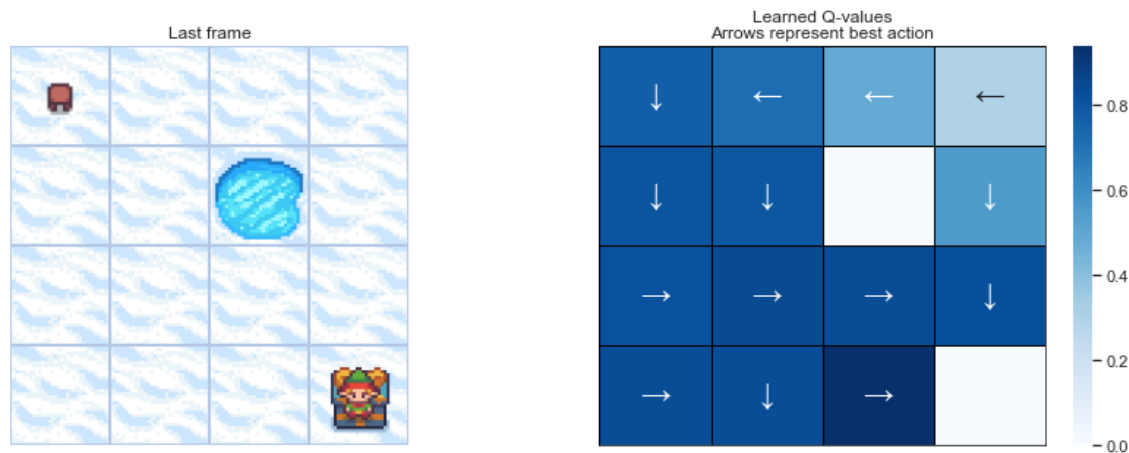 Last frame
Learned Q-values
Arrows represent best action
↓ ← ← ←
↓ ↓ ↓
→ → → ↓
→ ↓ →
0.8
0.6
0.4
0.2
0.0